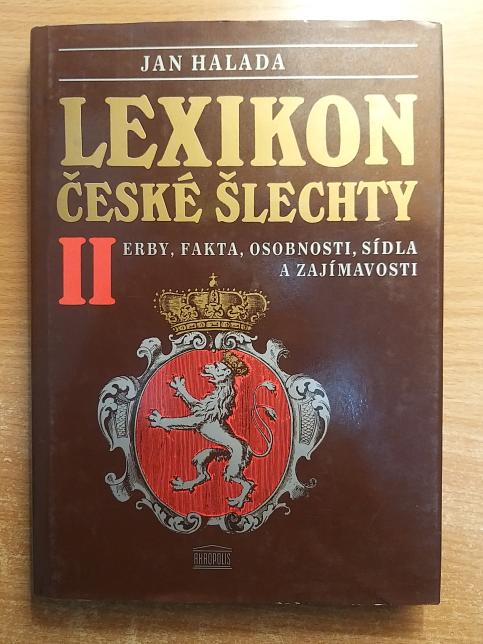 JAN HALADA
LEXIKON
ČESKÉ ŠLECHTY
II
ERBY, FAKTA, OSOBNOSTI, SÍDLA
A ZAJÍMAVOSTI
AKROPOLIS